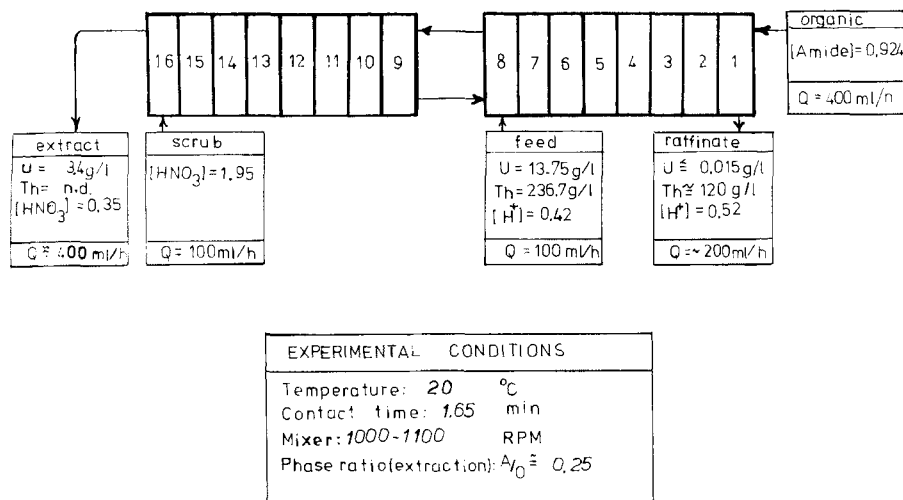 organic
[Amide]=0,924
Q=400 ml/n
16 15 14 13 12 11 10 9
8 7 6 5 4 3 2 1
extract
U = 3.4g/l
Th= n.d.
[HNO3]=0,35
Q≅400 ml/h
scrub
[HNO3]=1,95
Q=100ml/h
feed
U = 13.75g/l
Th=236.7g/l
[H+]=0,42
Q=100 ml/h
raffinate
U ≦ 0,015g/l
Th≅ 120 g/l
[H+]=0,52
Q=~200ml/h
EXPERIMENTAL CONDITIONS
Temperature: 20 °C
Contact time: 1.65 min
Mixer: 1000-1100 RPM
Phase ratio(extraction): A/O ≅ 0,25